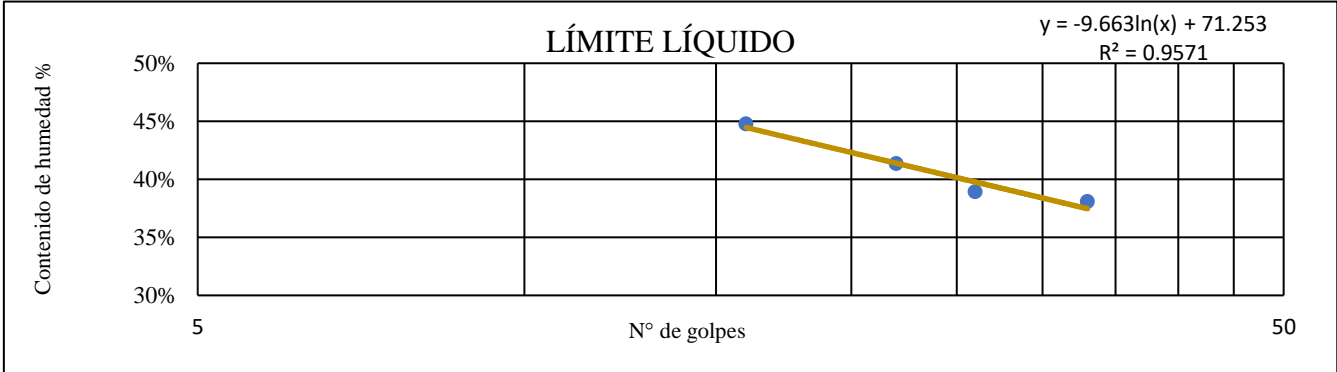 y = -9.663ln(x) + 71.253
R² = 0.9571
LÍMITE LÍQUIDO
Contenido de humedad %
50%
45%
40%
35%
30%
5
50
N° de golpes